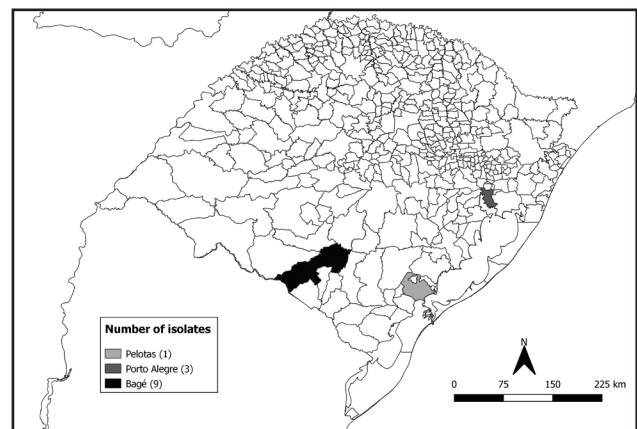 Number of isolates
Pelotas (1)
Porto Alegre (3)
Bagé (9)
N
0 75 150 225 km